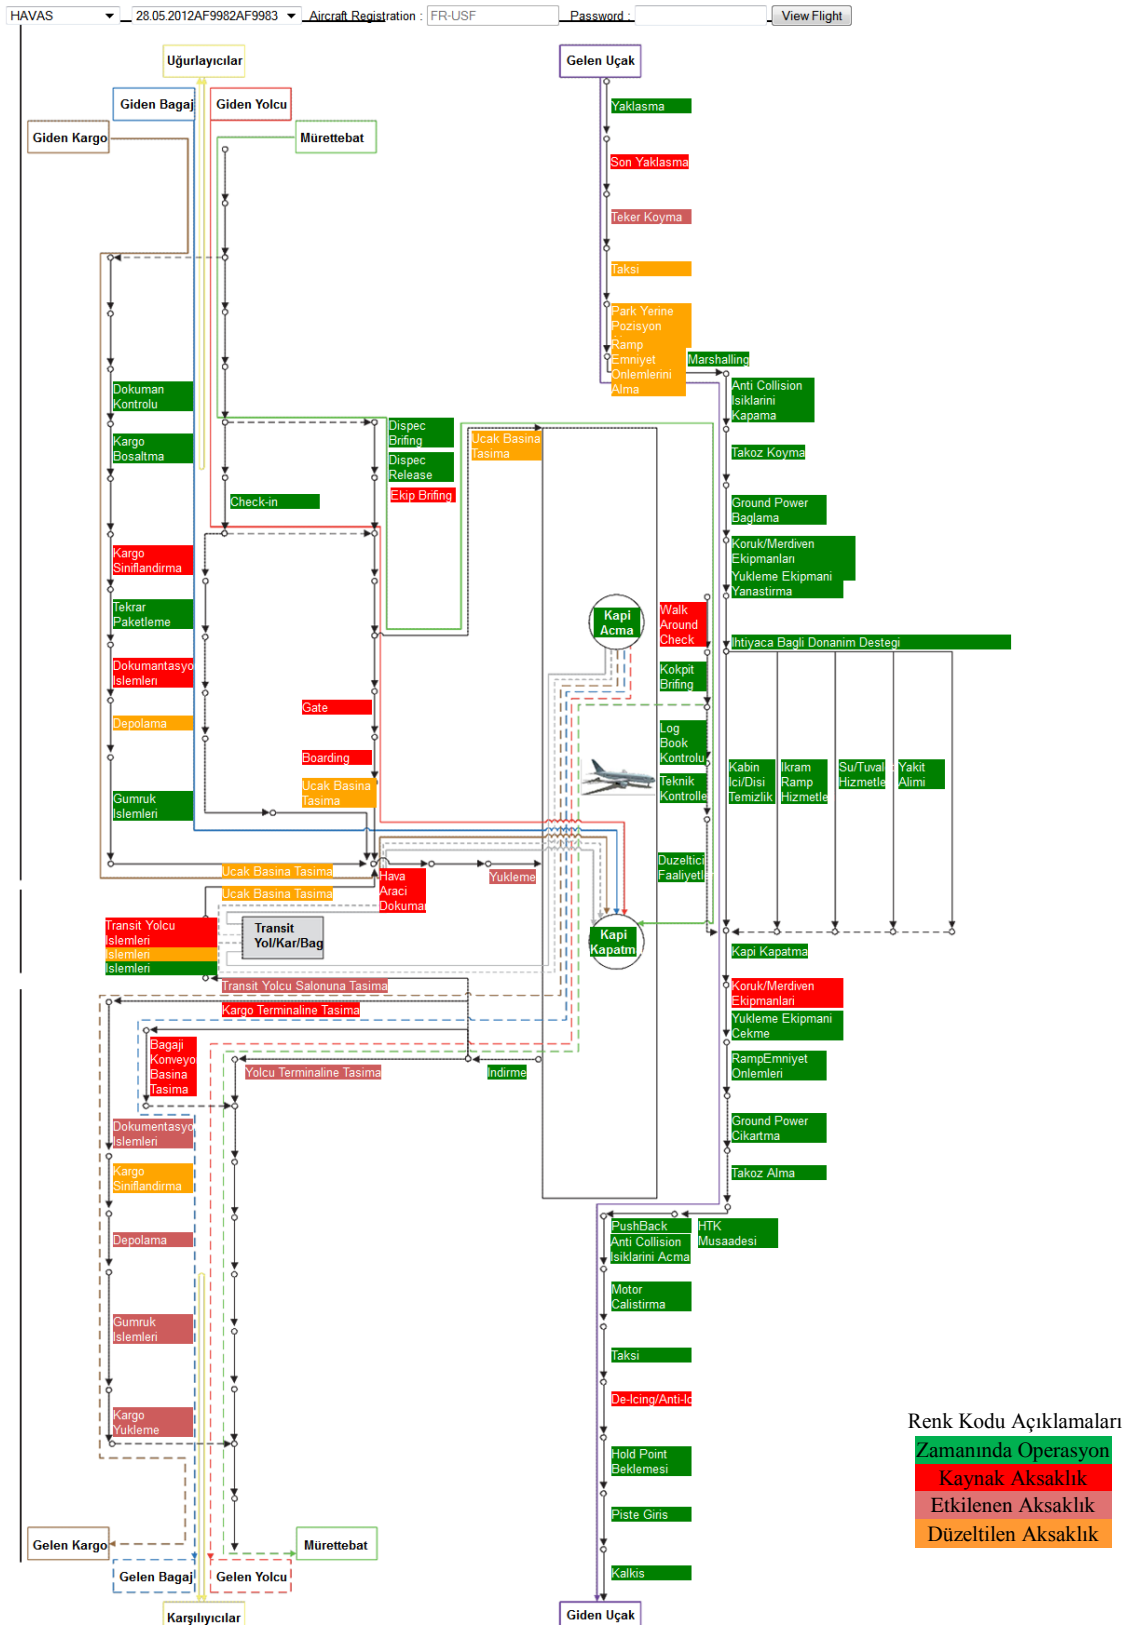 HAVAS 28.05.2012AF9982AF9983 Aircraft Registration : FR-USF Password : View Flight
Uğurlayıcılar
Gelen Uçak
Giden Bagaj
Giden Yolcu
Giden Kargo
Mürettebat
Yaklasma
Son Yaklasma
Teker Koyma
Taksi
Park Yerine
Pozisyon
Ramp
Emniyet
Onlemlerini
Alma
Marshalling
Anti Collision
Isiklarini
Kapama
Takoz Koyma
Ground Power
Baglama
Koruk/Merdiven
Ekipmanları
Yukleme Ekipmani
Yanastirma
Ihtiyaca Bagli Donanim Destegi
Dokuman
Kontrolu
Kargo
Bosaltma
Kargo
Siniflandirma
Tekrar
Paketleme
Dokumantasyo
Islemleri
Depolama
Gumruk
Islemleri
Check-in
Dispec
Brifing
Dispec
Release
Ekip Brifing
Ucak Basina
Tasima
Gate
Boarding
Ucak Basina
Tasima
Kapi
Acma
Walk
Around
Check
Kokpit
Brifing
Log
Book
Kontrolu
Teknik
Kontrolle
Duzeltici
Faaliyetl
Kabin
Ici/Disi
Temizlik
Ikram
Ramp
Hizmetle
Su/Tuval
Hizmetle
Yakit
Alimi
Ucak Basina Tasima
Ucak Basina Tasima
Hava
Araci
Dokuman
Yukleme
Transit Yolcu
Islemleri
Islemleri
Islemleri
Transit
Yol/Kar/Bag
Kapi
Kapatm
Kapi Kapatma
Transit Yolcu Salonuna Tasima
Kargo Terminaline Tasima
Bagaji
Konveyo
Basina
Tasima
Yolcu Terminaline Tasima
Indirme
Koruk/Merdiven
Ekipmanlari
Yukleme Ekipmani
Cekme
RampEmniyet
Onlemleri
Ground Power
Cikartma
Takoz Alma
HTK
Musaadesi
Dokumentasyo
Islemleri
Kargo
Siniflandirma
Depolama
Gumruk
Islemleri
Kargo
Yukleme
PushBack
Anti Collision
Isiklarini Acma
Motor
Calistirma
Taksi
De-Icing/Anti-Ic
Hold Point
Beklemesi
Piste Giris
Kalkis
Renk Kodu Açıklamaları
Zamanında Operasyon
Kaynak Aksaklık
Etkilenen Aksaklık
Düzeltilen Aksaklık
Gelen Kargo
Mürettebat
Gelen Bagaj
Gelen Yolcu
Karşılıyıcılar
Giden Uçak